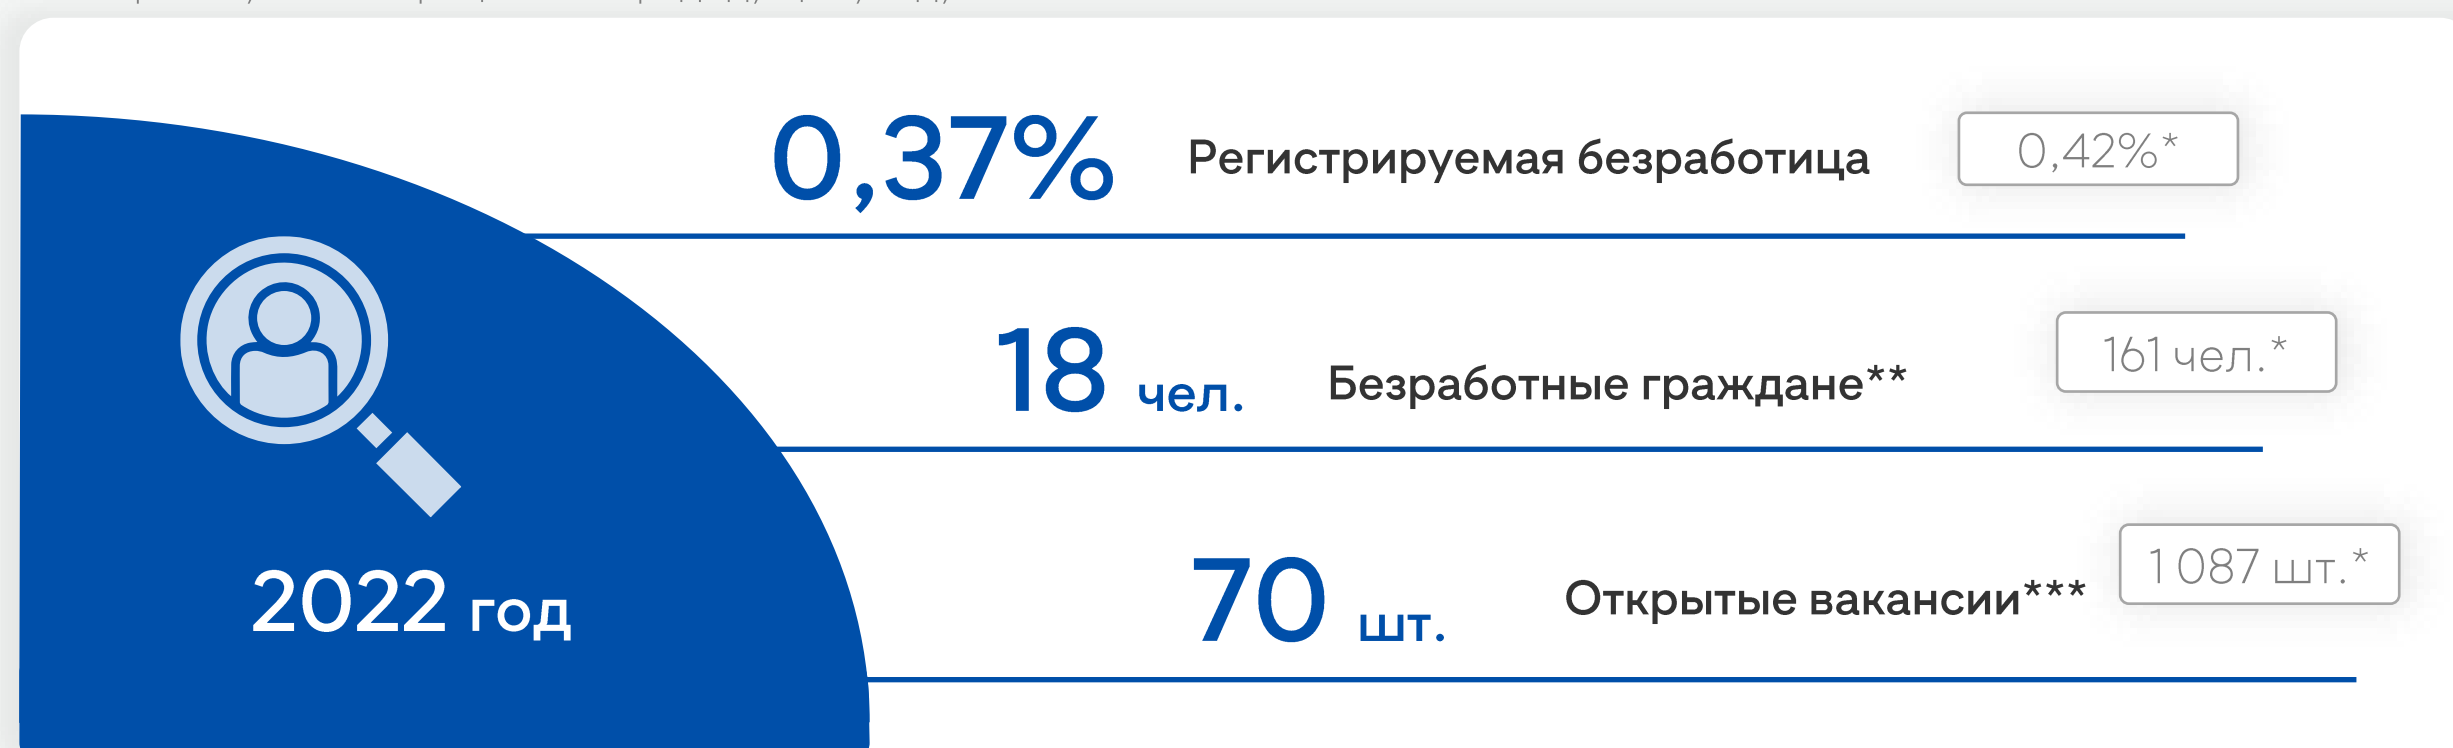 0,37% Регистрируемая безработица 0,42%*
18 чел. Безработные граждане** 161 чел.*
70 шт. Открытые вакансии*** 1 087 шт.*
2022 год